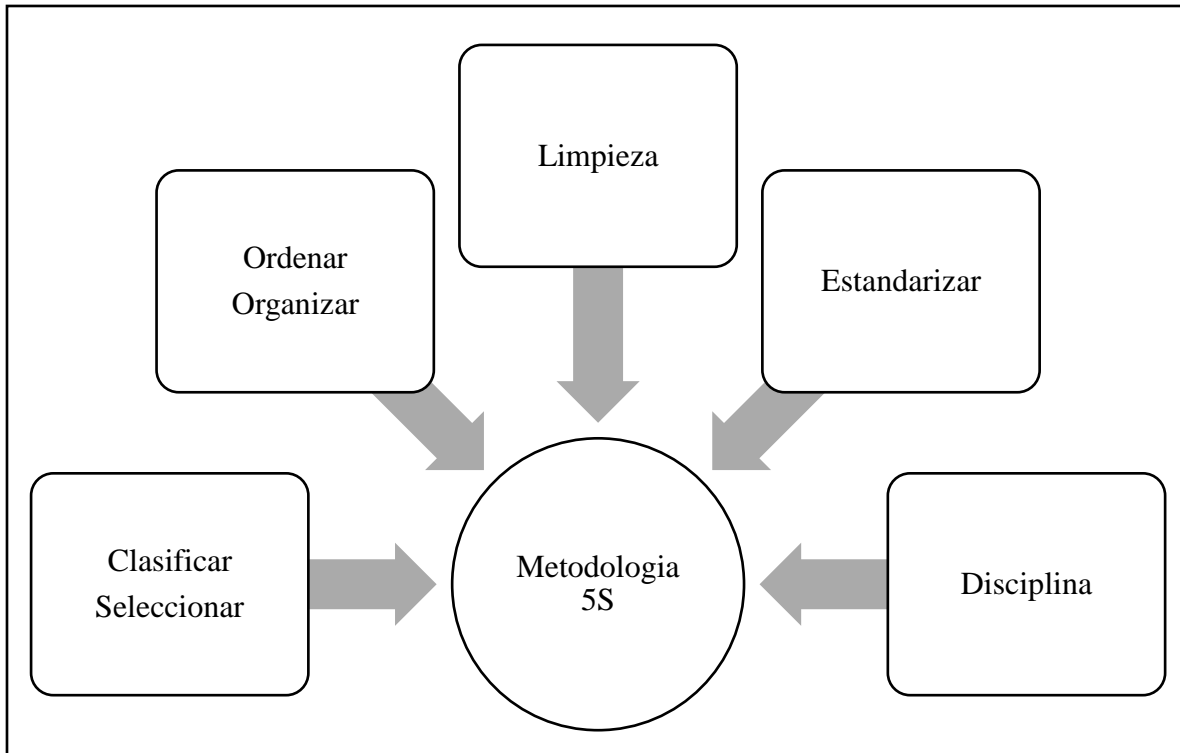 Limpieza
Ordenar
Organizar
Estandarizar
Clasificar
Seleccionar
Metodologia
5S
Disciplina